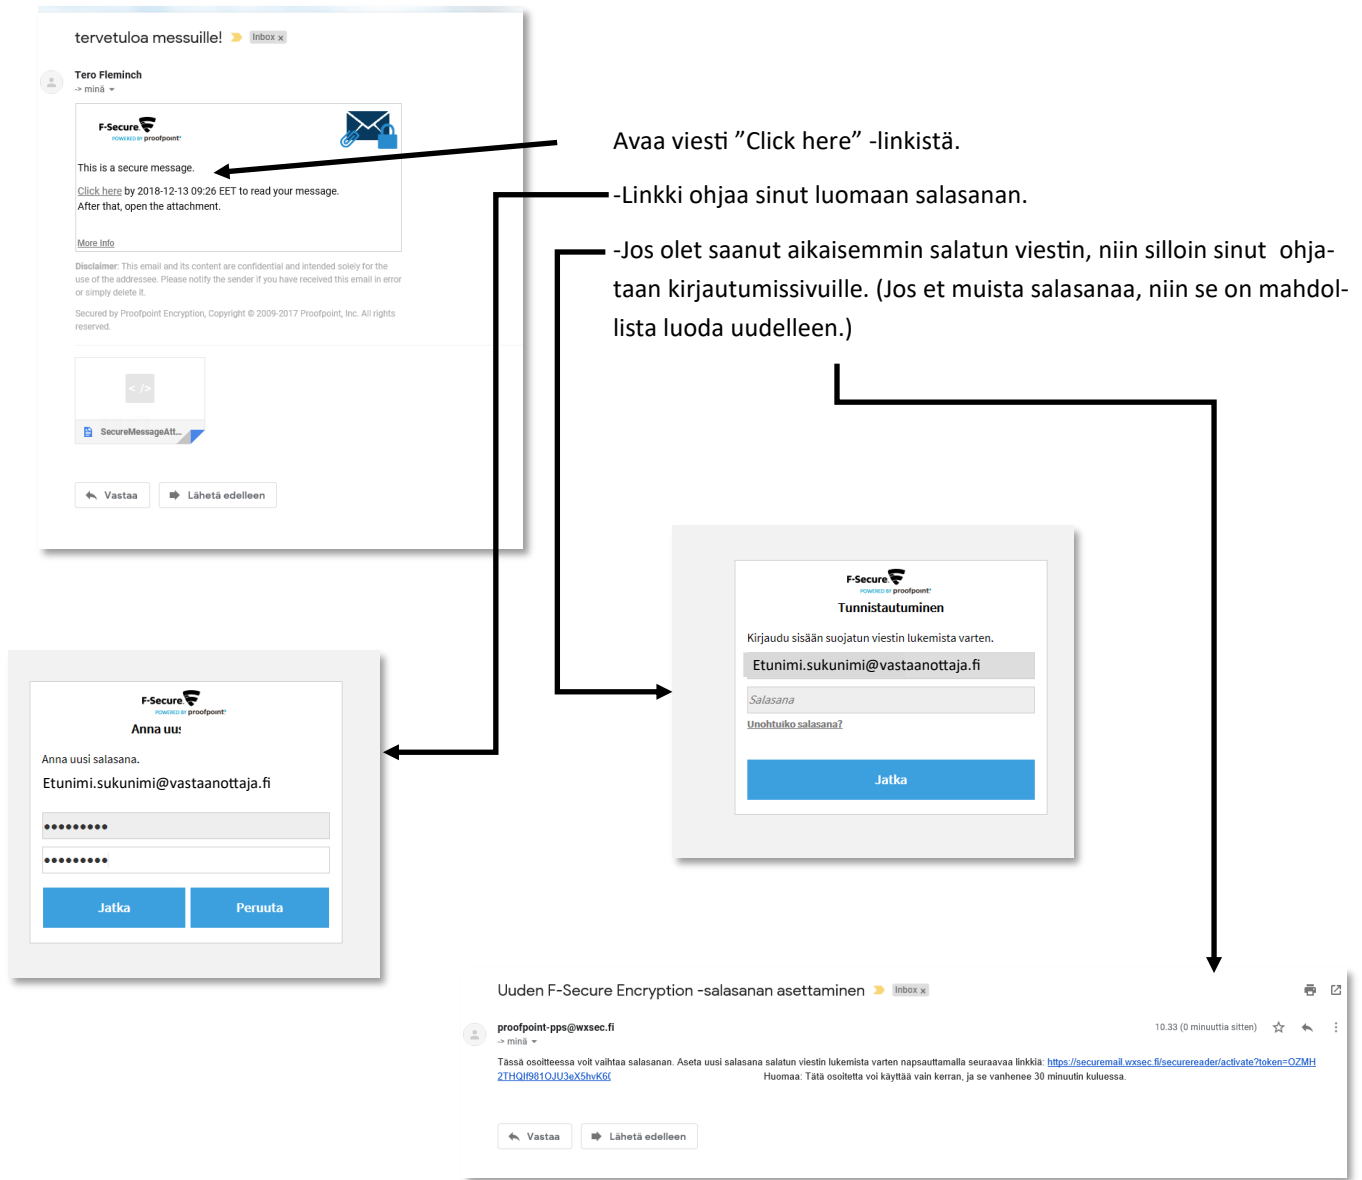 tervetuloa messuille! Inbox x
Tero Fleminch
-> minä
F-Secure.
POWERED BY proofpoint.
This is a secure message.
Click here by 2018-12-13 09:26 EET to read your message.
After that, open the attachment.
More Info
Disclaimer: This email and its content are confidential and intended solely for the
use of the addressee. Please notify the sender if you have received this email in error
or simply delete it.
Secured by Proofpoint Encryption, Copyright © 2009-2017 Proofpoint, Inc. All rights
reserved.
</>
SecureMessageAtt...
Vastaa Lähetä edelleen
Avaa viesti ”Click here” -linkistä.
-Linkki ohjaa sinut luomaan salasanan.
-Jos olet saanut aikaisemmin salatun viestin, niin silloin sinut ohja-
taan kirjautumissivuille. (Jos et muista salasanaa, niin se on mahdol-
lista luoda uudelleen.)
F-Secure.
POWERED BY proofpoint.
Tunnistautuminen
Kirjaudu sisään suojatun viestin lukemista varten.
Etunimi.sukunimi@vastaanottaja.fi
Salasana
Unohtuiko salasana?
Jatka
F-Secure.
POWERED BY proofpoint.
Anna uus
Anna uusi salasana.
Etunimi.sukunimi@vastaanottaja.fi
•••••••••
•••••••••
Jatka Peruuta
Uuden F-Secure Encryption -salasanan asettaminen Inbox x
proofpoint-pps@wxsec.fi 10.33 (0 minuuttia sitten)
-> minä
Tässä osoitteessa voit vaihtaa salasanan. Aseta uusi salasana salatun viestin lukemista varten napsauttamalla seuraavaa linkkiä: https://securemail.wxsec.fi/securereader/activate?token=OZMH
2THQIf981OJU3eX5hvK6( Huomaa: Tätä osoitetta voi käyttää vain kerran, ja se vanhenee 30 minuutin kuluessa.
Vastaa Lähetä edelleen